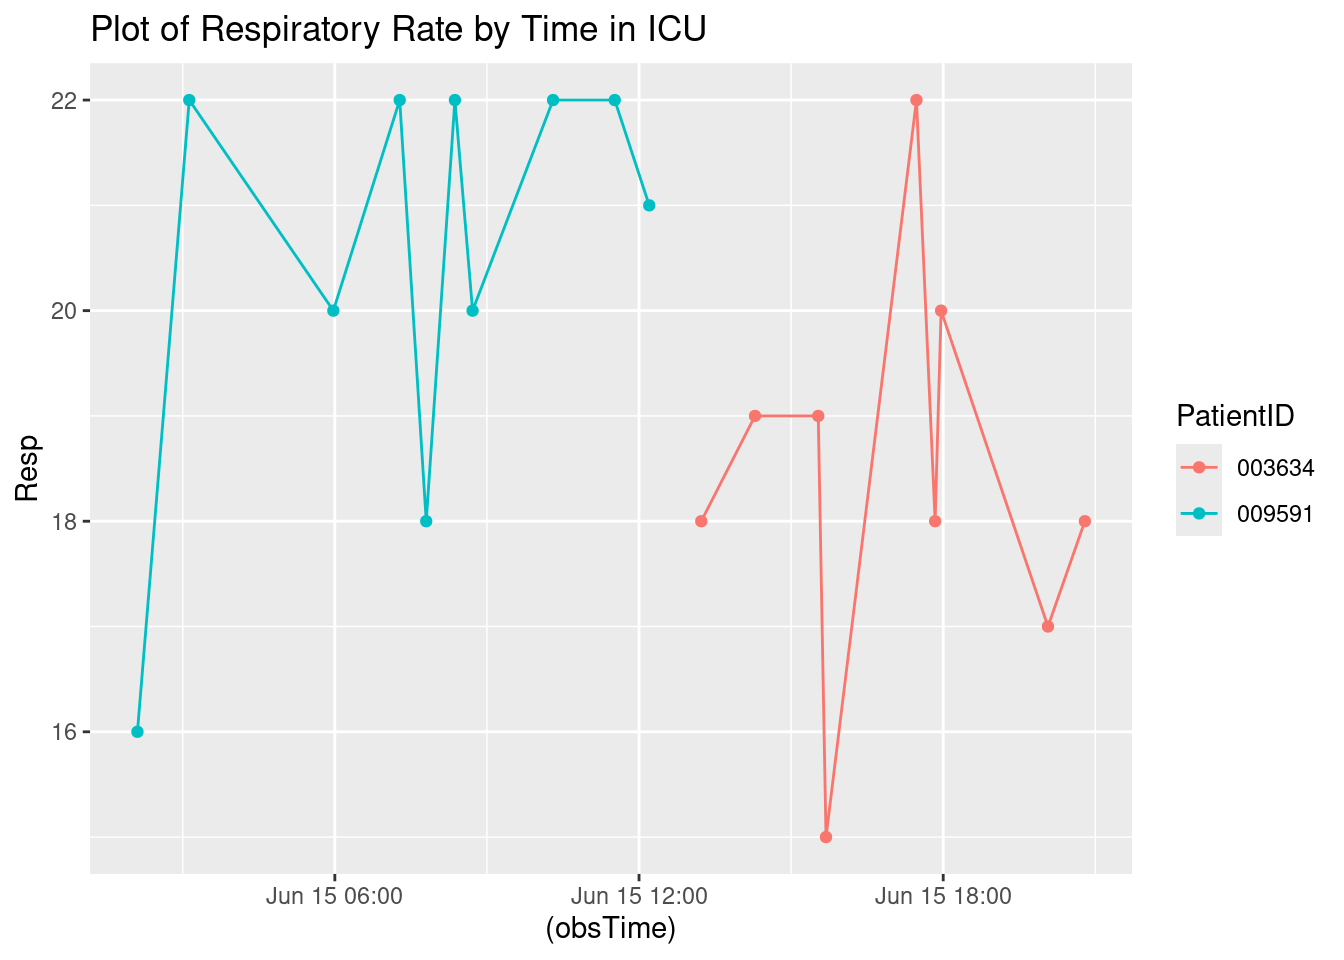 Plot of Respiratory Rate by Time in ICU
22
20
18
16
Resp
Jun 15 06:00
Jun 15 12:00
Jun 15 18:00
(obsTime)
PatientID
003634
009591